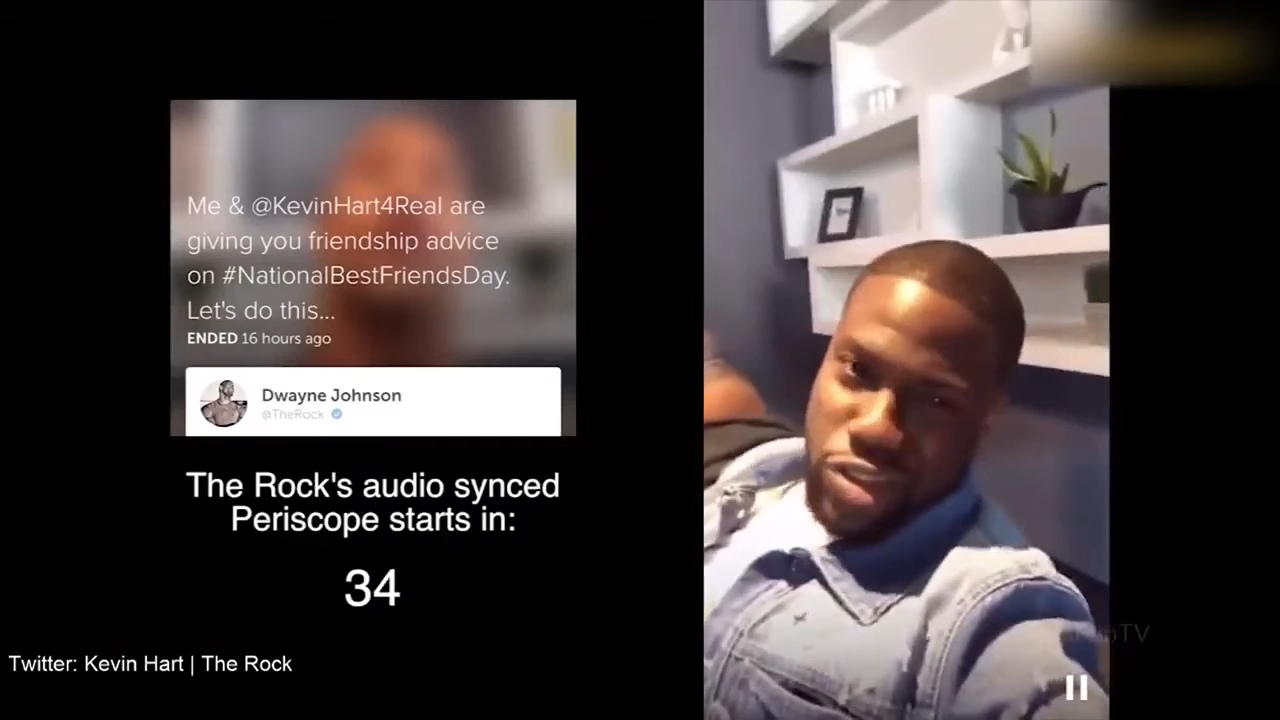 Me & @KevinHart4Real are
giving you friendship advice
on #NationalBestFriendsDay.
Let's do this...
ENDED 16 hours ago
Dwayne Johnson
@TheRock
The Rock's audio synced
Periscope starts in:
34
Twitter: Kevin Hart | The Rock